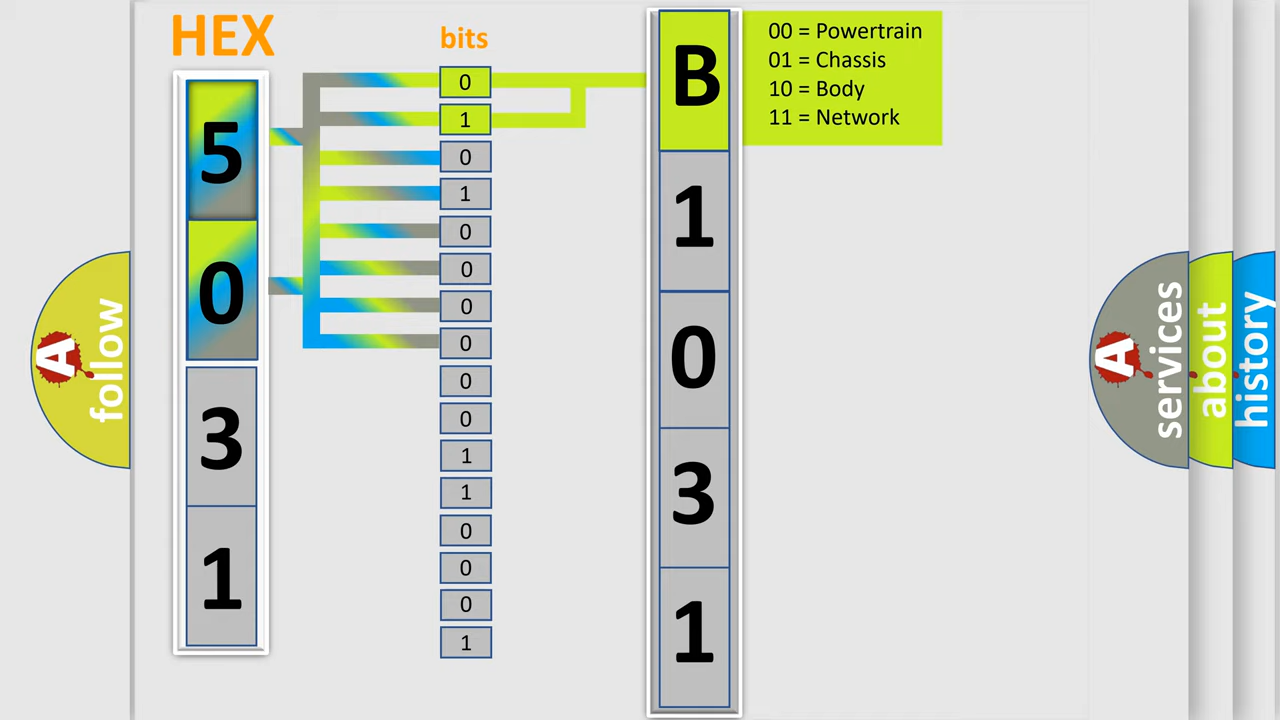 HEX
5
0
3
1
bits
0
1
0
1
0
0
0
0
0
0
1
1
0
0
0
1
B
1
0
3
1
00 = Powertrain
01 = Chassis
10 = Body
11 = Network
A follow
A services
about
history